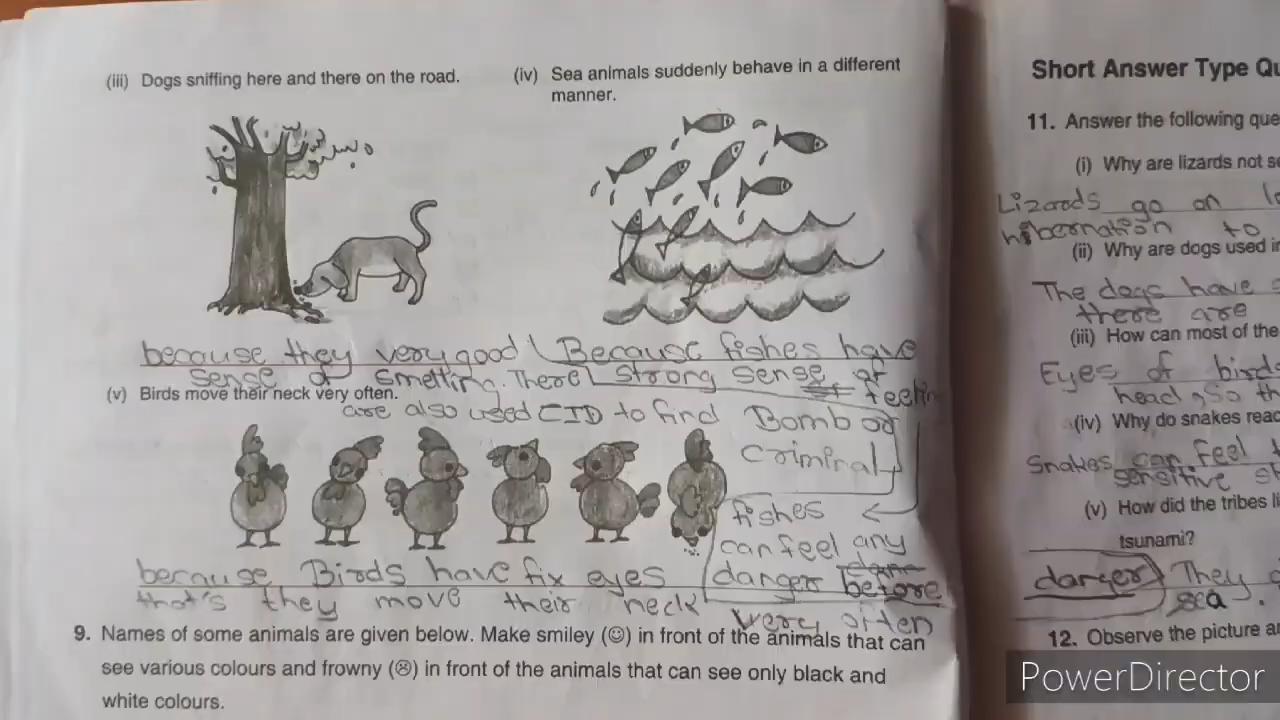 (iii) Dogs sniffing here and there on the road.
(iv) Sea animals suddenly behave in a different
manner.
because they very good
sense of smelting. There
are also used CID to find
Bomb or
criminal
Because fishes have
strong sense of
feelin
fishes
can feel any
danger before
(v) Birds move their neck very often.
because Birds have fix eyes
that's they move their neck
very often
9. Names of some animals are given below. Make smiley (☺) in front of the animals that can
see various colours and frowny (☹) in front of the animals that can see only black and
white colours.
Short Answer Type Qu
11. Answer the following que
(i) Why are lizards not s
Lizards go on
hibernation to
(ii) Why are dogs used i
The dogs have s
there are
(iii) How can most of the
Eyes of birds
head, so th
(iv) Why do snakes reac
Snakes can feel t
sensitive s
(v) How did the tribes li
tsunami?
danger They
sea.
12. Observe the picture a
PowerDirector